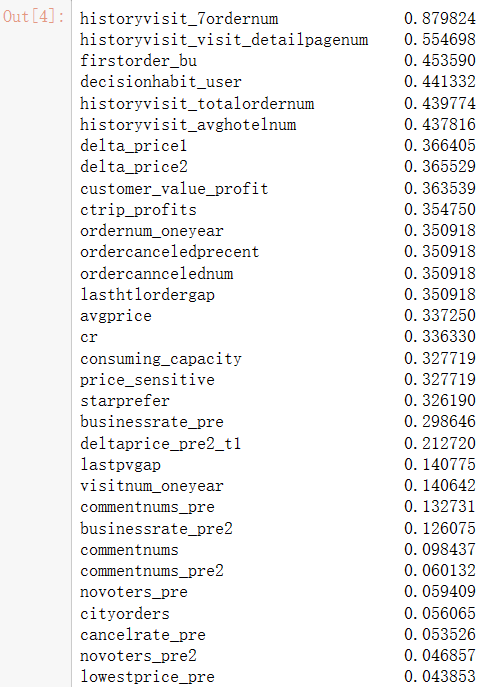 Out[4]: historyvisit_7ordernum 0.879824
historyvisit_visit_detailpagenum 0.554698
firstorder_bu 0.453590
decisionhabit_user 0.441332
historyvisit_totalordernum 0.439774
historyvisit_avghotelnum 0.437816
delta_price1 0.366405
delta_price2 0.365529
customer_value_profit 0.363539
ctrip_profits 0.354750
ordernum_oneyear 0.350918
ordercanceledprecent 0.350918
ordercanncelednum 0.350918
lasthtlordergap 0.350918
avgprice 0.337250
cr 0.336330
consuming_capacity 0.327719
price_sensitive 0.327719
starprefer 0.326190
businessrate_pre 0.298646
deltaprice_pre2_t1 0.212720
lastpvgap 0.140775
visitnum_oneyear 0.140642
commentnums_pre 0.132731
businessrate_pre2 0.126075
commentnums 0.098437
commentnums_pre2 0.060132
novoters_pre 0.059409
cityorders 0.056065
cancelrate_pre 0.053526
novoters_pre2 0.046857
lowestprice_pre 0.043853